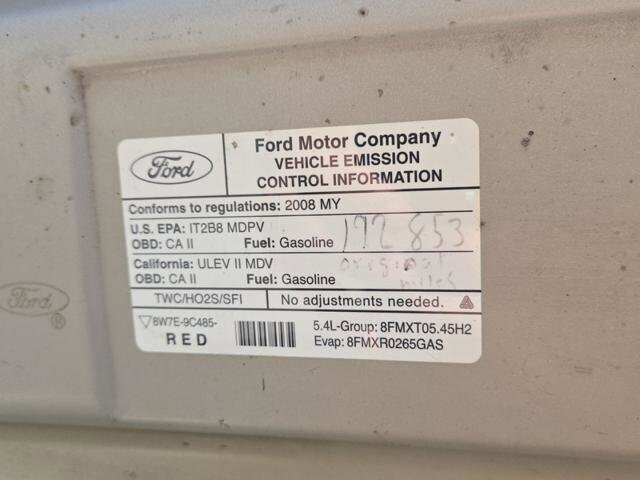 Ford
Ford Motor Company
VEHICLE EMISSION
CONTROL INFORMATION
Conforms to regulations: 2008 MY
U.S. EPA: IT2B8 MDPV
OBD: CA II Fuel: Gasoline
192 853
California: ULEV II MDV
OBD: CA II Fuel: Gasoline
original
miles
TWC/HO2S/SFI No adjustments needed.
8W7E-9C485-
RED
5.4L-Group: 8FMXT05.45H2
Evap: 8FMXR0265GAS
Ford
®